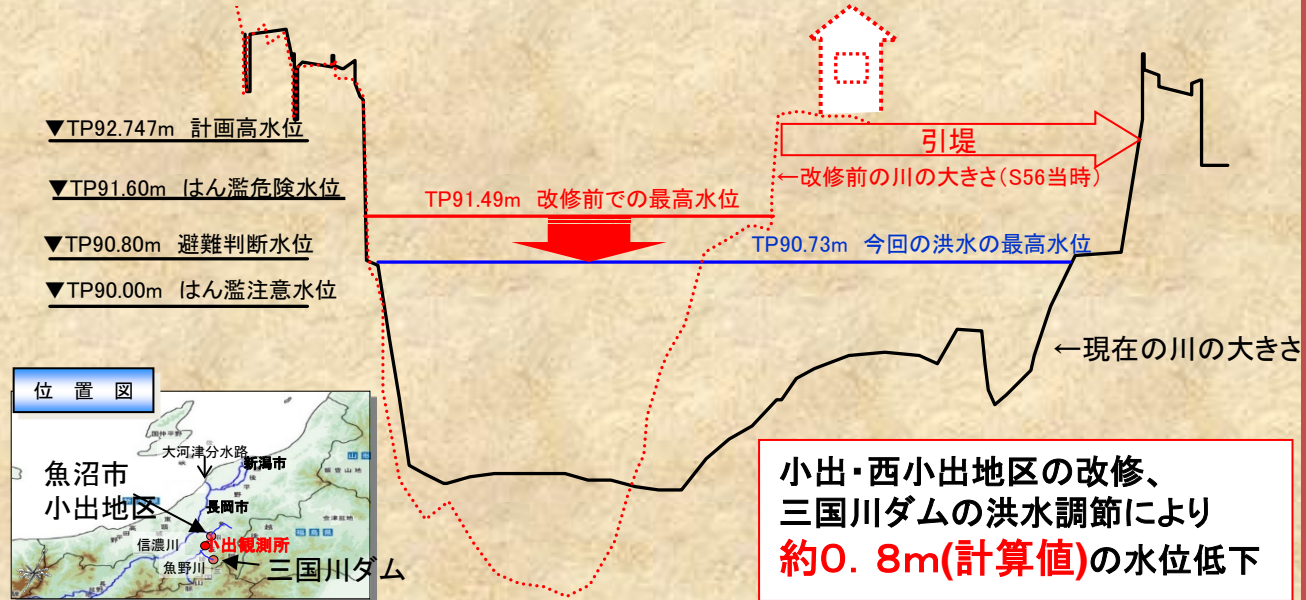 ▼TP92.747m 計画高水位
▼TP91.60m はん濫危険水位
▼TP90.80m 避難判断水位
▼TP90.00m はん濫注意水位
引堤
←改修前の川の大きさ(S56当時)
TP91.49m 改修前での最高水位
TP90.73m 今回の洪水の最高水位
←現在の川の大きさ
位 置 図
大河津分水路
新潟市
魚沼市
小出地区
長岡市
信濃川
小出観測所
魚野川
三国川ダム
福島県
小出・西小出地区の改修、
三国川ダムの洪水調節により
約0.8m(計算値)の水位低下